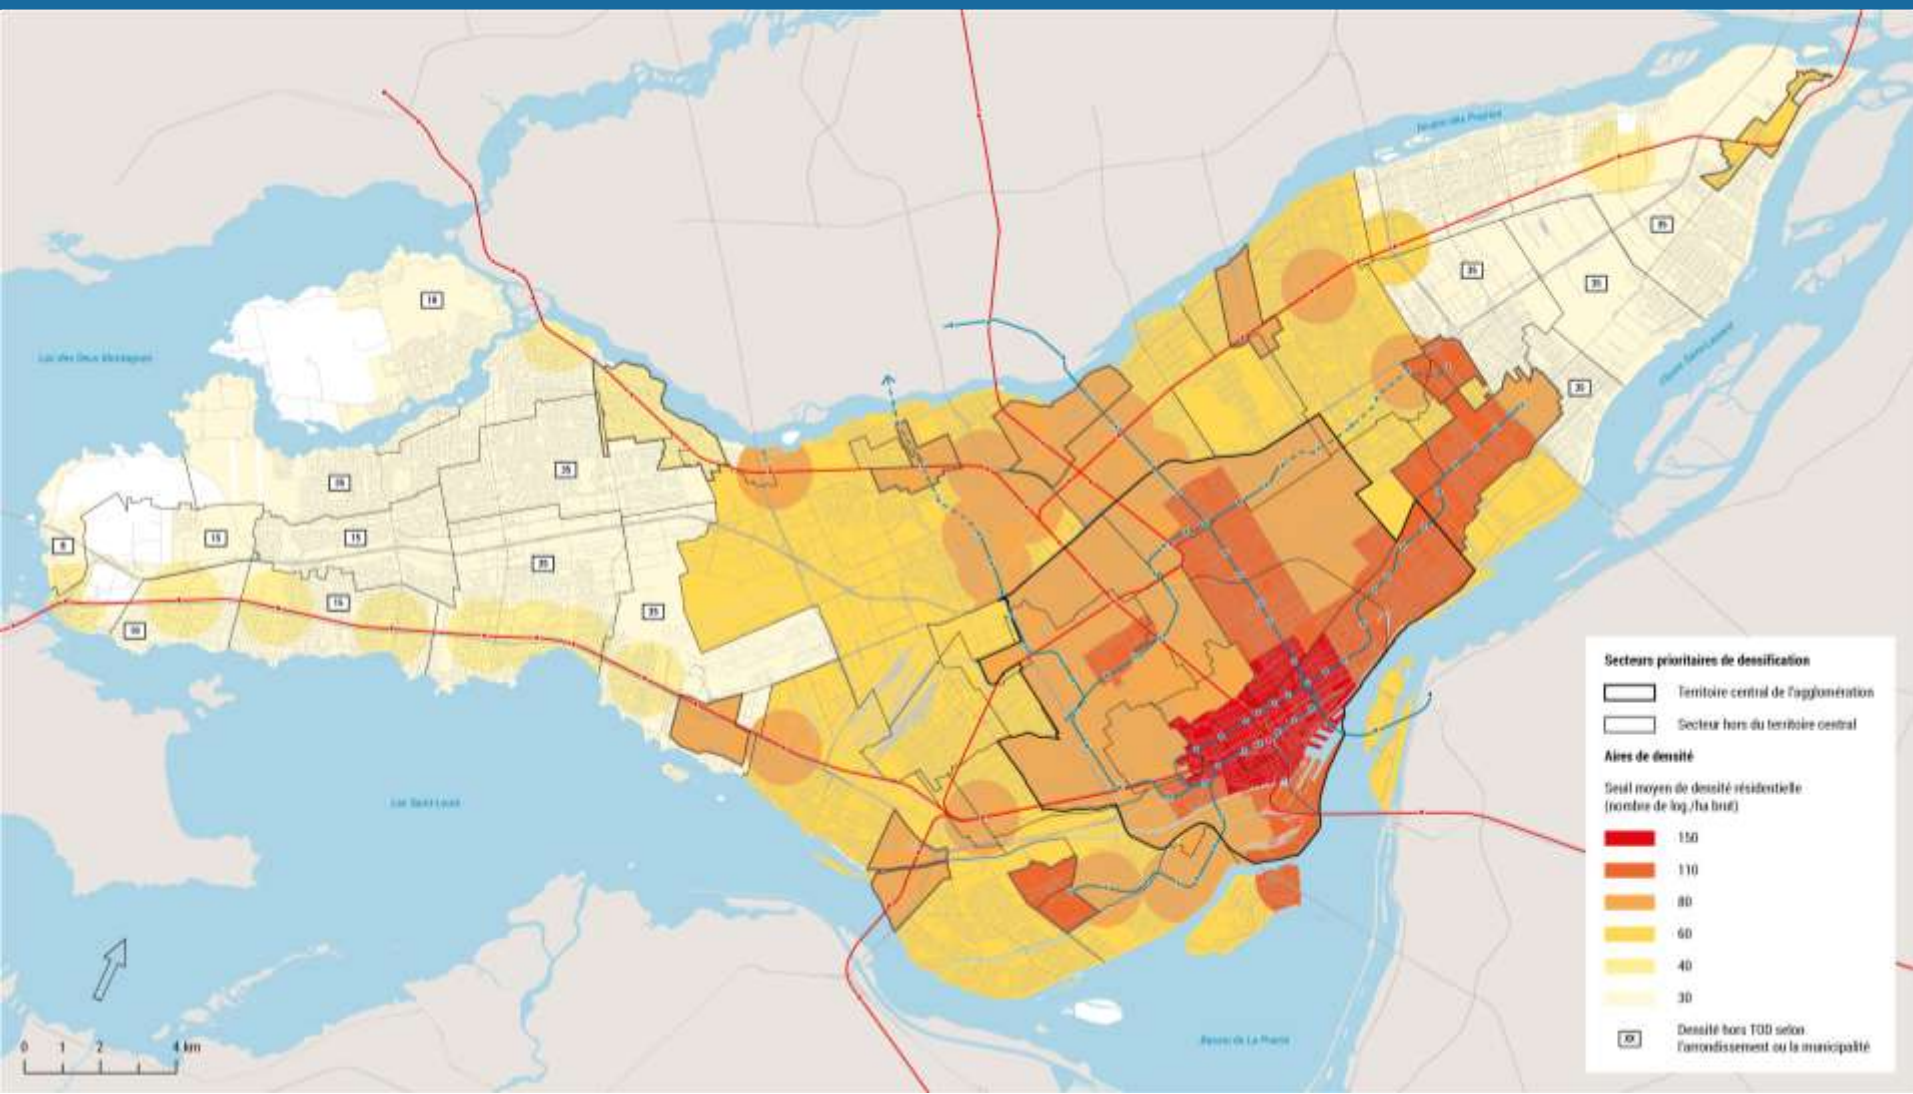 Rivière des Prairies
35
35
35
18
Lac des Deux Montagnes
Fleuve Saint-Laurent
35
35
35
15
15
35
15
35
Lac Saint-Louis
Bassin de La Prairie
0 1 2 4 km
Secteurs prioritaires de densification
Territoire central de l'agglomération
Secteur hors du territoire central
Aires de densité
Seuil moyen de densité résidentielle
(nombre de log./ha brut)
150
110
80
60
40
30
XX
Densité hors TOD selon
l'arrondissement ou la municipalité